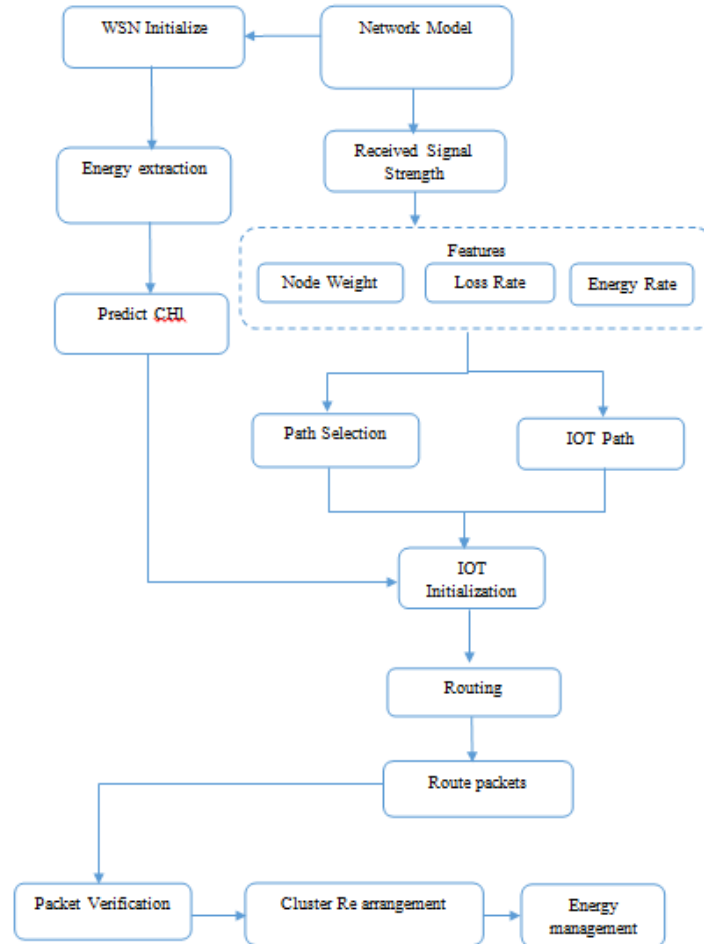 WSN Initialize
Network Model
Received Signal
Strength
Energy extraction
Features
Node Weight
Loss Rate
Energy Rate
Predict CHl
Path Selection
IOT Path
IOT
Initialization
Routing
Route packets
Packet Verification
Cluster Re arrangement
Energy
management